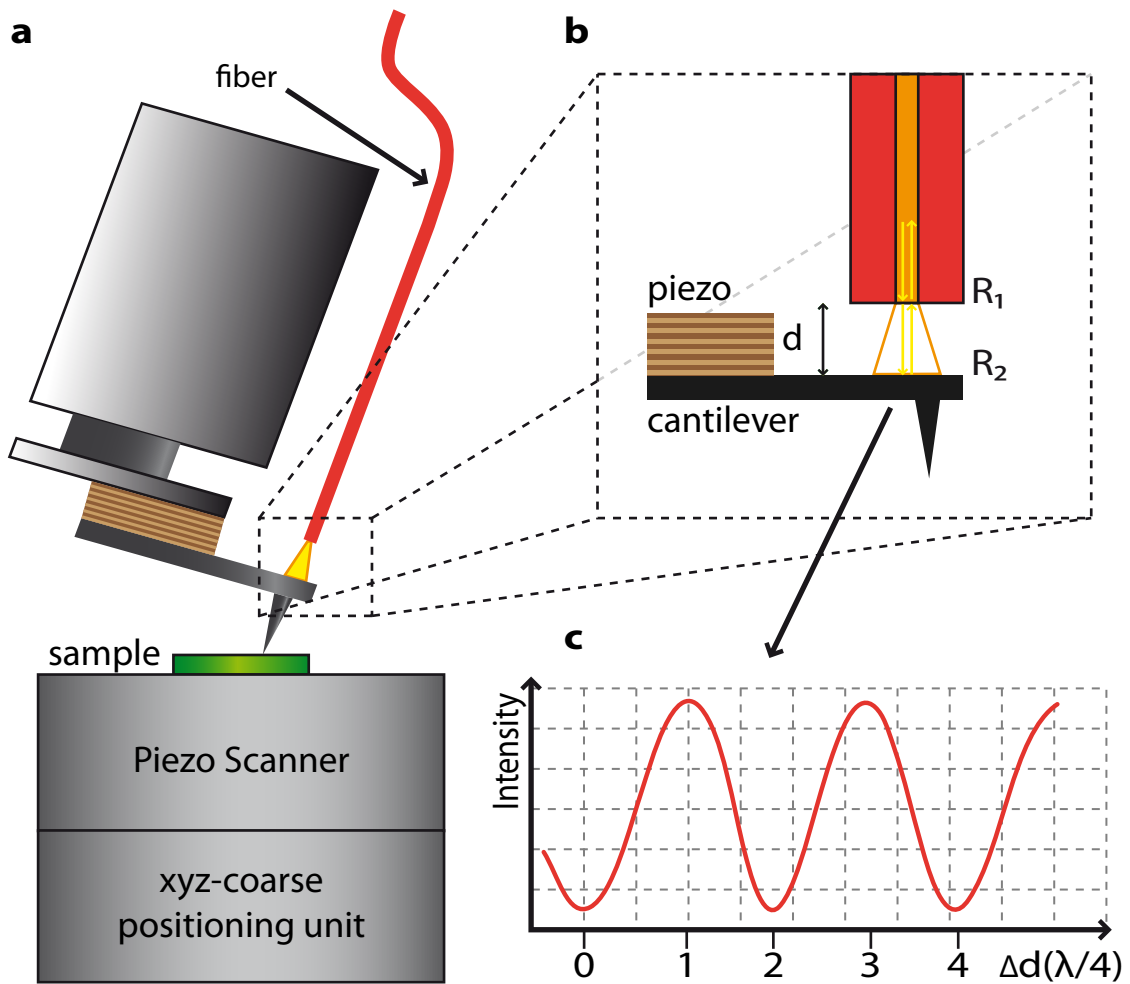 a
fiber
b
piezo
d
R₁
R₂
cantilever
sample
Piezo Scanner
xyz-coarse
positioning unit
c
Intensity
0 1 2 3 4 Δd(λ/4)